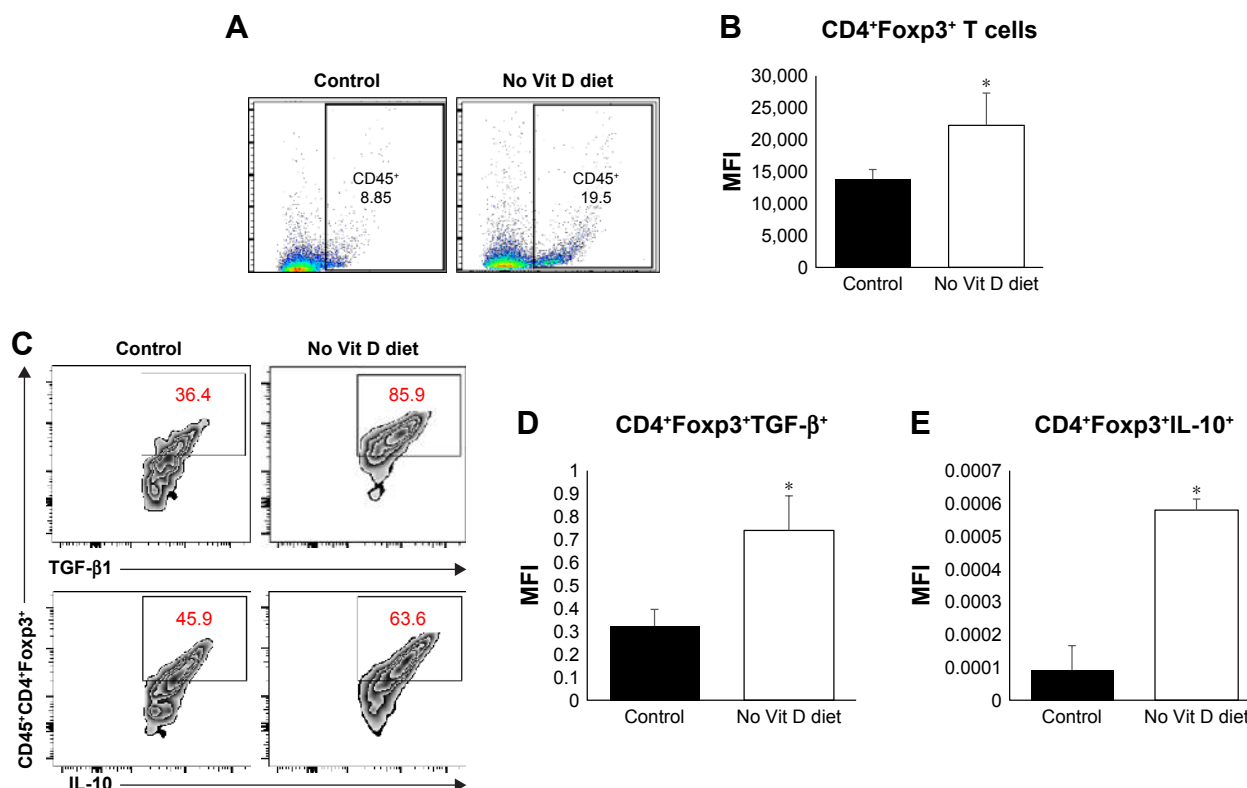 A
Control
No Vit D diet
CD45⁺
8.85
CD45⁺
19.5
B
CD4⁺Foxp3⁺ T cells
30,000
25,000
20,000
15,000
10,000
5,000
0
MFI
*
Control
No Vit D diet
C
Control
No Vit D diet
36.4
85.9
TGF-β1
45.9
63.6
IL-10
CD45⁺CD4⁺Foxp3⁺
D
CD4⁺Foxp3⁺TGF-β⁺
1
0.9
0.8
0.7
0.6
0.5
0.4
0.3
0.2
0.1
0
MFI
*
Control
No Vit D diet
E
CD4⁺Foxp3⁺IL-10⁺
0.0007
0.0006
0.0005
0.0004
0.0003
0.0002
0.0001
0
MFI
*
Control
No Vit D diet